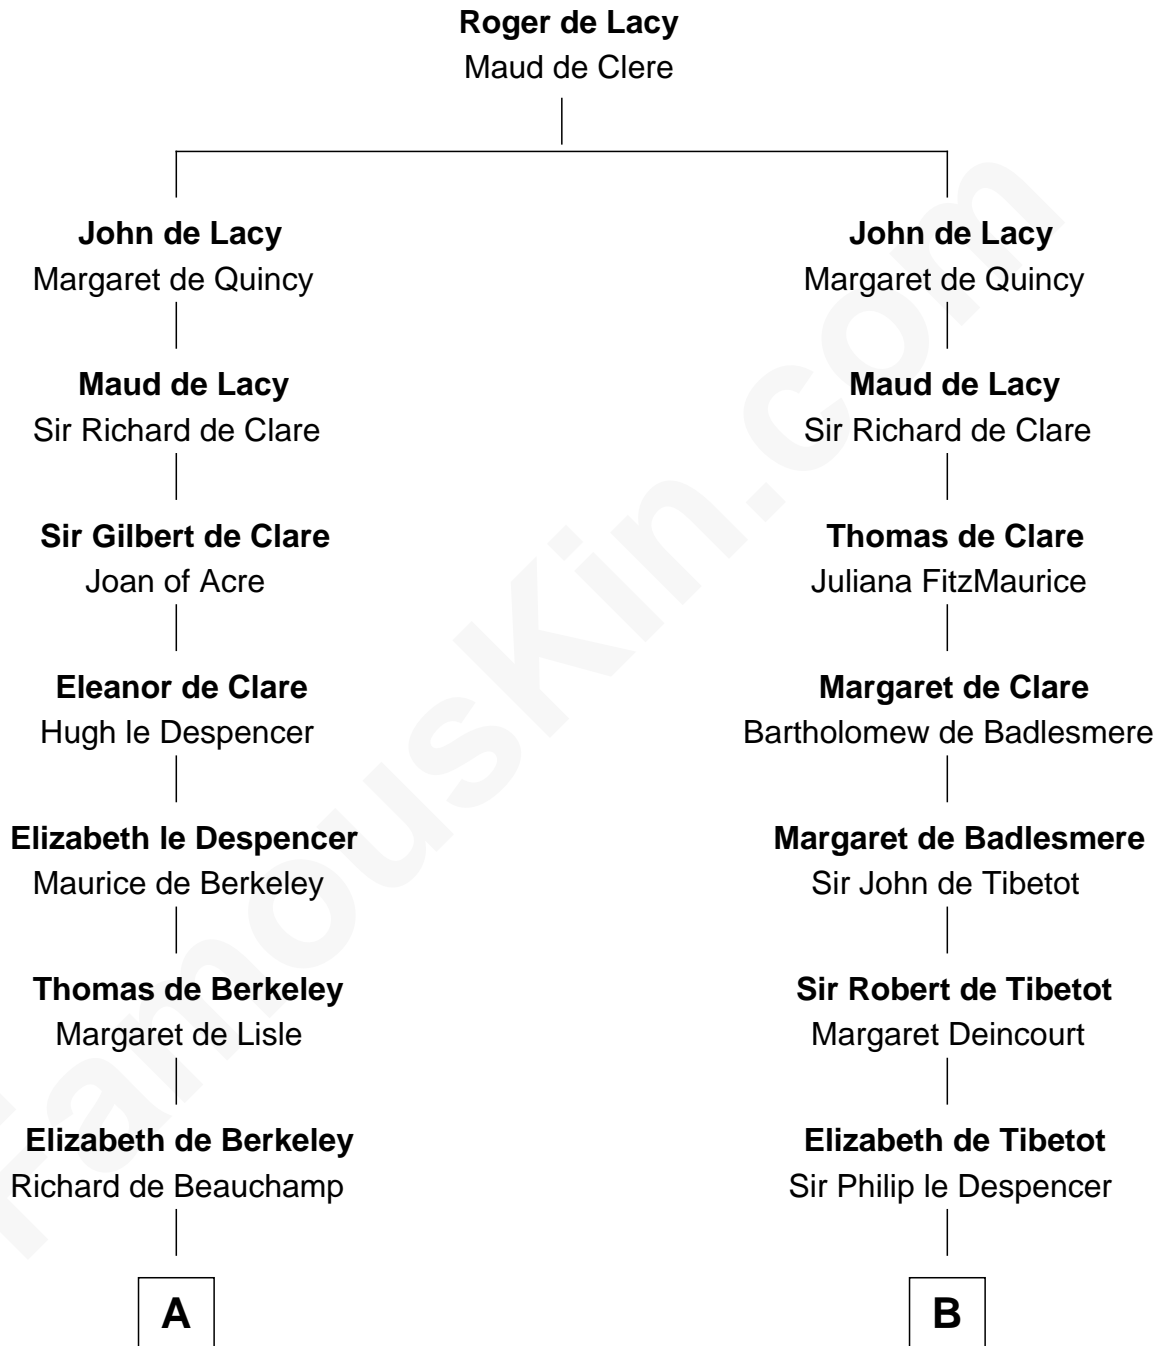 Roger de Lacy
Maud de Clere
John de Lacy
Margaret de Quincy
John de Lacy
Margaret de Quincy
Maud de Lacy
Sir Richard de Clare
Maud de Lacy
Sir Richard de Clare
Sir Gilbert de Clare
Joan of Acre
Thomas de Clare
Juliana FitzMaurice
Eleanor de Clare
Hugh le Despencer
Margaret de Clare
Bartholomew de Badlesmere
Elizabeth le Despencer
Maurice de Berkeley
Margaret de Badlesmere
Sir John de Tibetot
Thomas de Berkeley
Margaret de Lisle
Sir Robert de Tibetot
Margaret Deincourt
Elizabeth de Berkeley
Richard de Beauchamp
Elizabeth de Tibetot
Sir Philip le Despencer
A
B
FamousKin.com